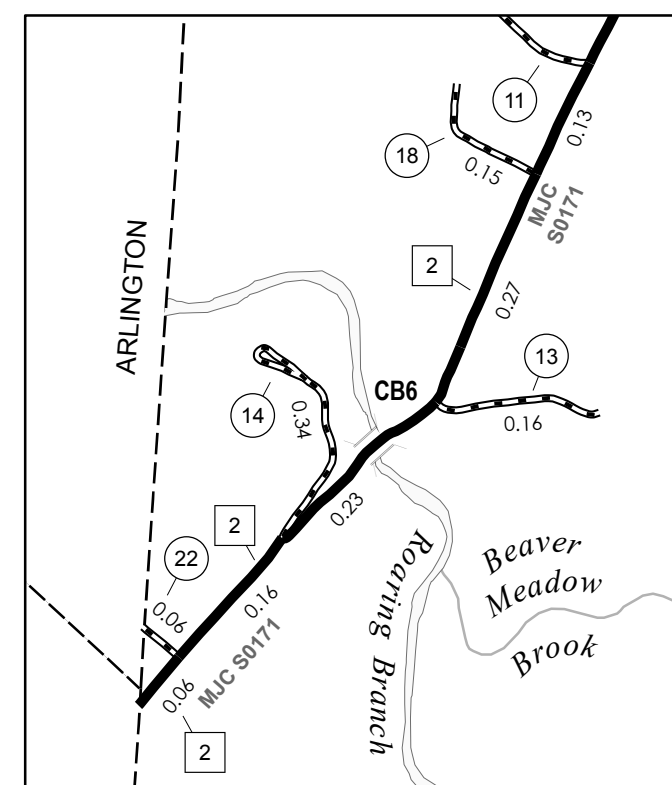 11
0.13
18
0.15
MJC
S0171
ARLINGTON
2
0.27
13
CB6
14
0.34
0.16
0.23
2
22
Roaring Branch
Beaver
Meadow
Brook
0.06
0.16
MJC S0171
0.06
2